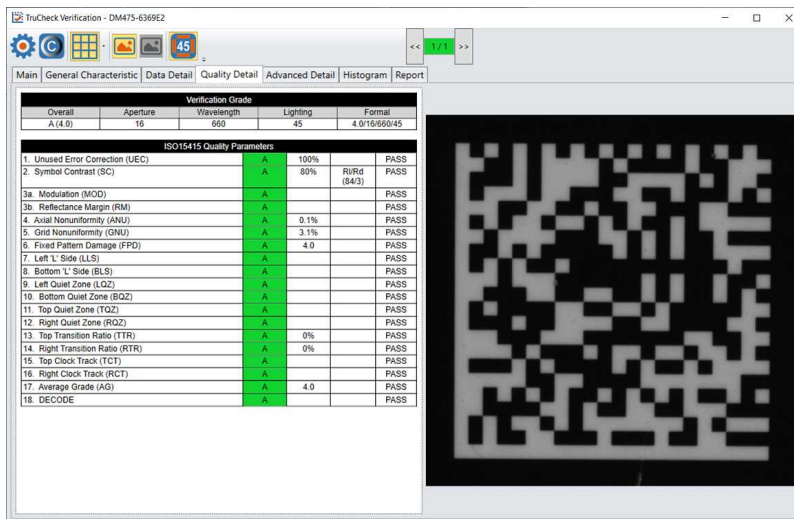 TruCheck Verification - DM475-6369E2
45
<< 1/1 >>
Main General Characteristic Data Detail Quality Detail Advanced Detail Histogram Report
Verification Grade
Overall Aperture Wavelength Lighting Formal
A (4.0) 16 660 45 4.0/16/660/45
ISO15415 Quality Parameters
1. Unused Error Correction (UEC) A 100% PASS
2. Symbol Contrast (SC) A 80% Rl/Rd PASS
(84/3)
3a. Modulation (MOD) A PASS
3b. Reflectance Margin (RM) A PASS
4. Axial Nonuniformity (ANU) A 0.1% PASS
5. Grid Nonuniformity (GNU) A 3.1% PASS
6. Fixed Pattern Damage (FPD) A 4.0 PASS
7. Left 'L' Side (LLS) A PASS
8. Bottom 'L' Side (BLS) A PASS
9. Left Quiet Zone (LQZ) A PASS
10. Bottom Quiet Zone (BQZ) A PASS
11. Top Quiet Zone (TQZ) A PASS
12. Right Quiet Zone (RQZ) A PASS
13. Top Transition Ratio (TTR) A 0% PASS
14. Right Transition Ratio (RTR) A 0% PASS
15. Top Clock Track (TCT) A PASS
16. Right Clock Track (RCT) A PASS
17. Average Grade (AG) A 4.0 PASS
18. DECODE A PASS